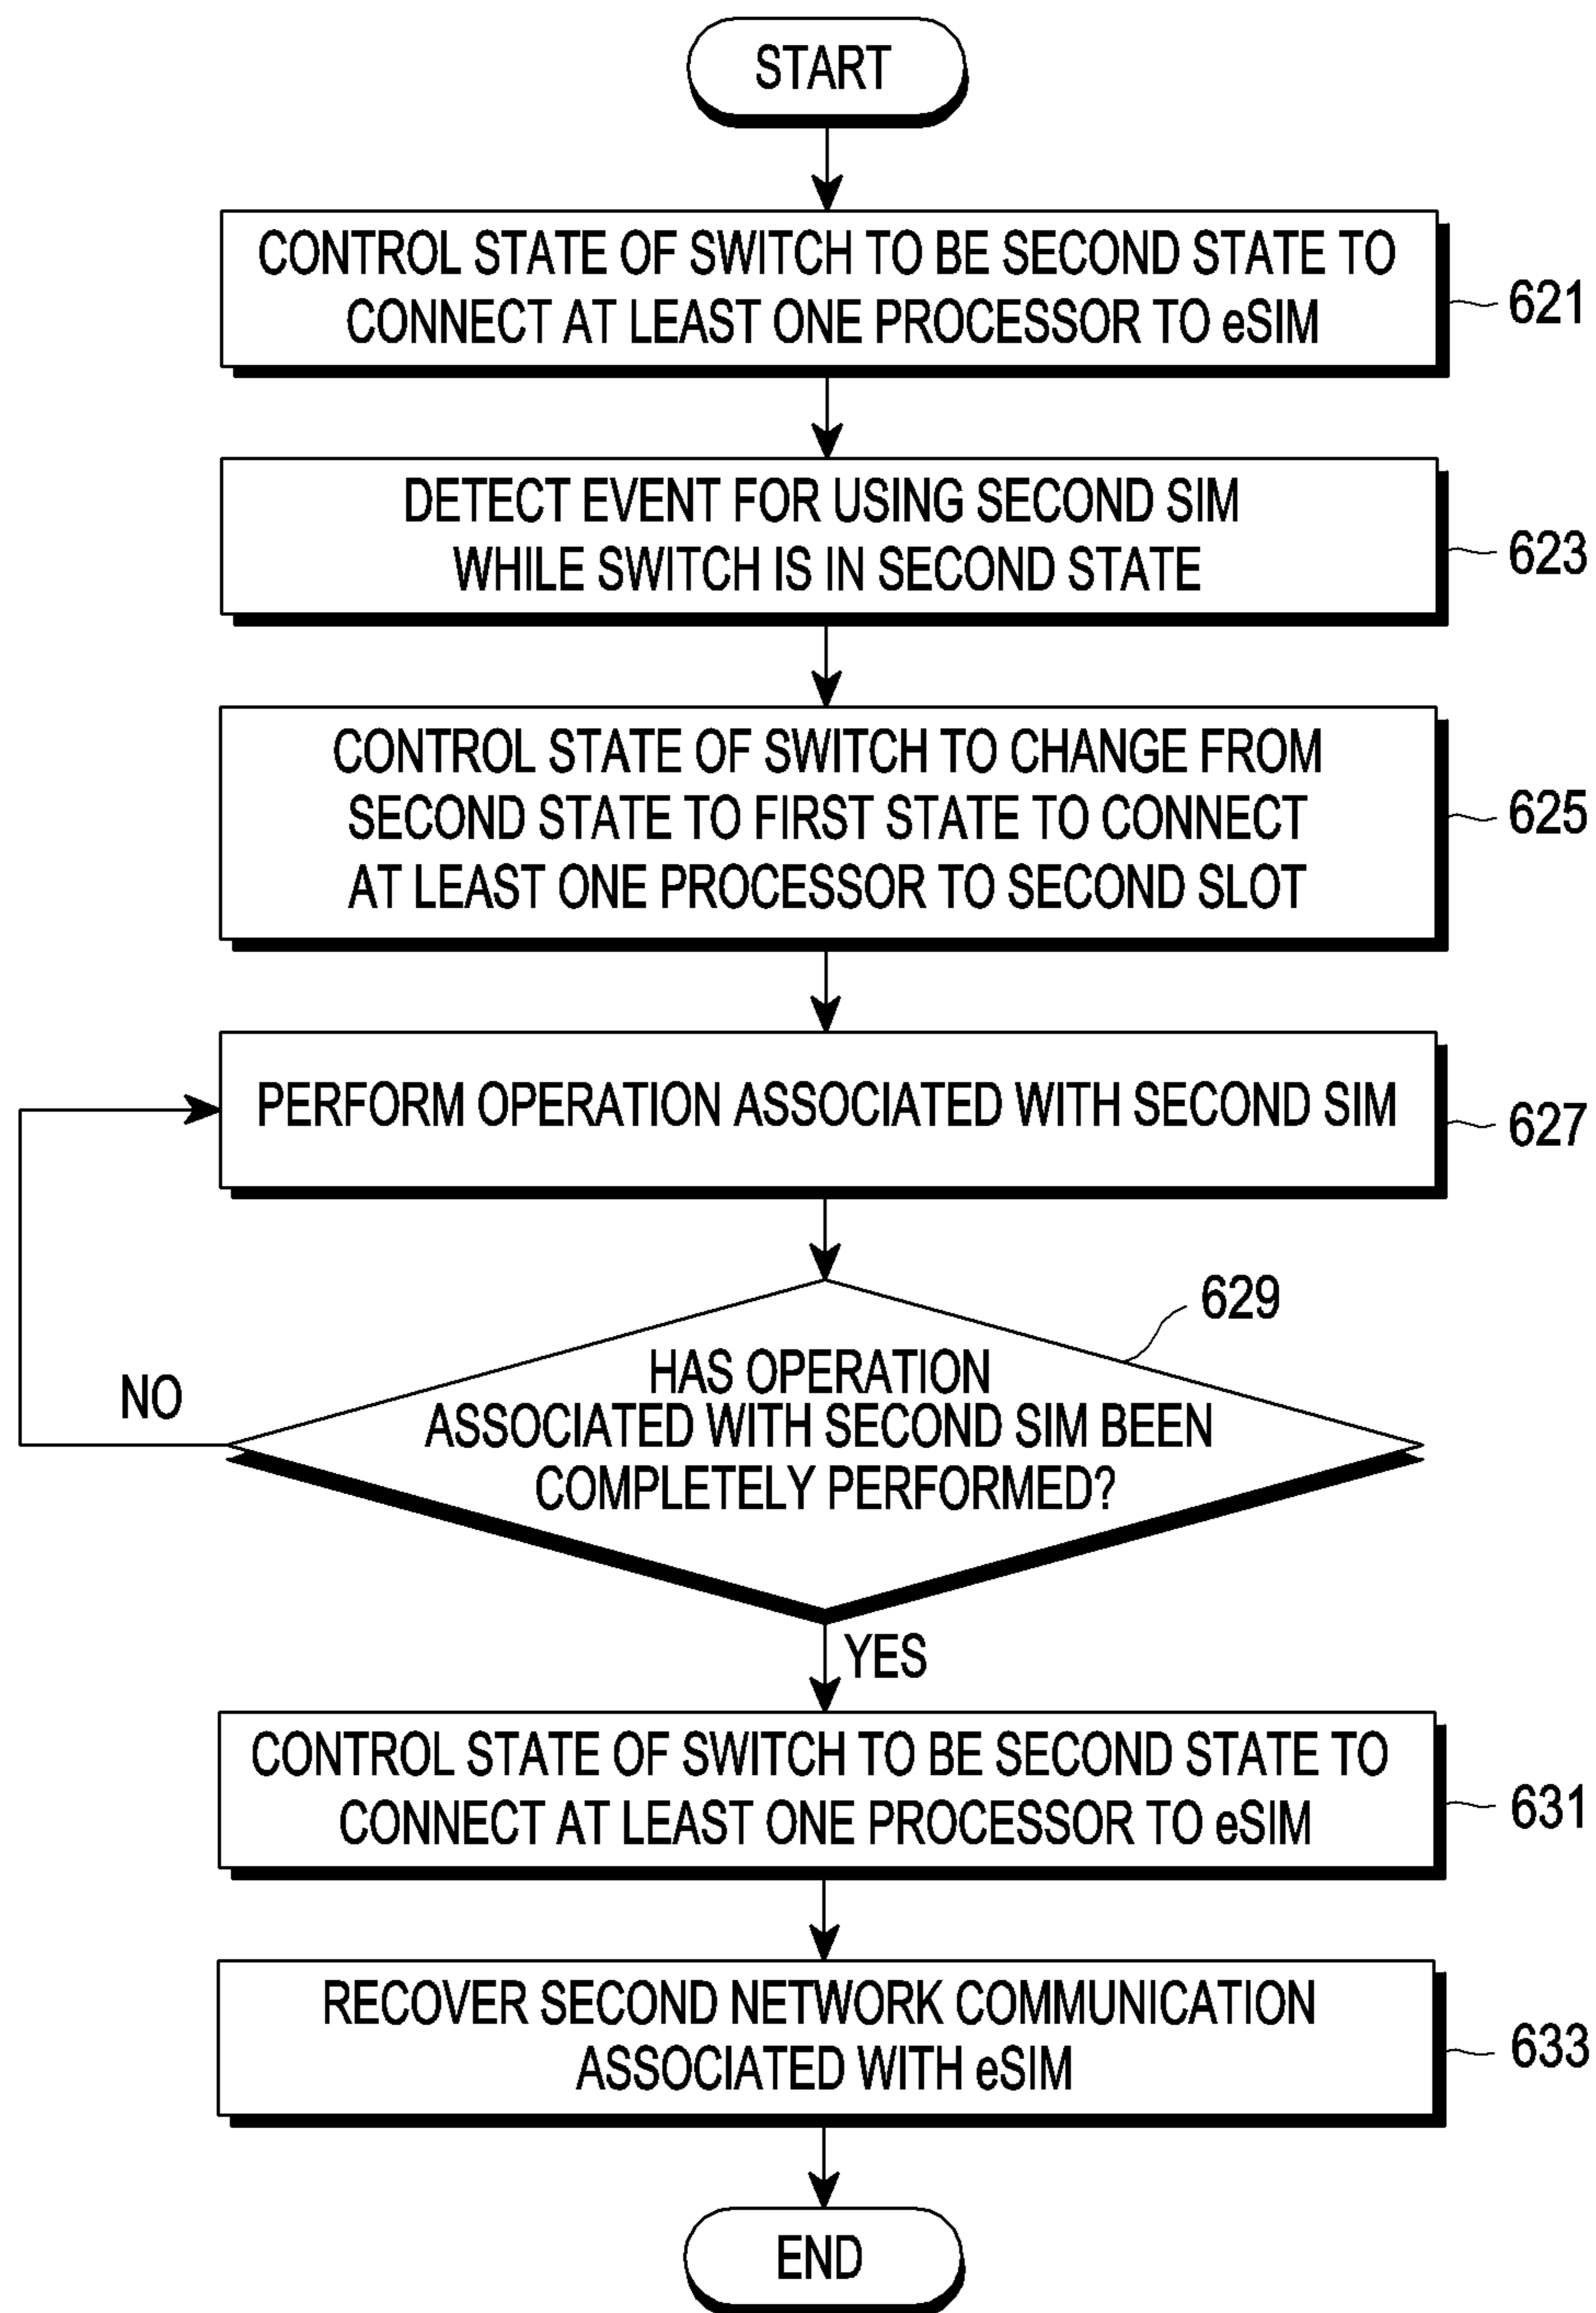 START
CONTROL STATE OF SWITCH TO BE SECOND STATE TO
CONNECT AT LEAST ONE PROCESSOR TO eSIM
621
DETECT EVENT FOR USING SECOND SIM
WHILE SWITCH IS IN SECOND STATE
623
CONTROL STATE OF SWITCH TO CHANGE FROM
SECOND STATE TO FIRST STATE TO CONNECT
AT LEAST ONE PROCESSOR TO SECOND SLOT
625
PERFORM OPERATION ASSOCIATED WITH SECOND SIM
627
629
HAS OPERATION
ASSOCIATED WITH SECOND SIM BEEN
COMPLETELY PERFORMED?
NO
YES
CONTROL STATE OF SWITCH TO BE SECOND STATE TO
CONNECT AT LEAST ONE PROCESSOR TO eSIM
631
RECOVER SECOND NETWORK COMMUNICATION
ASSOCIATED WITH eSIM
633
END